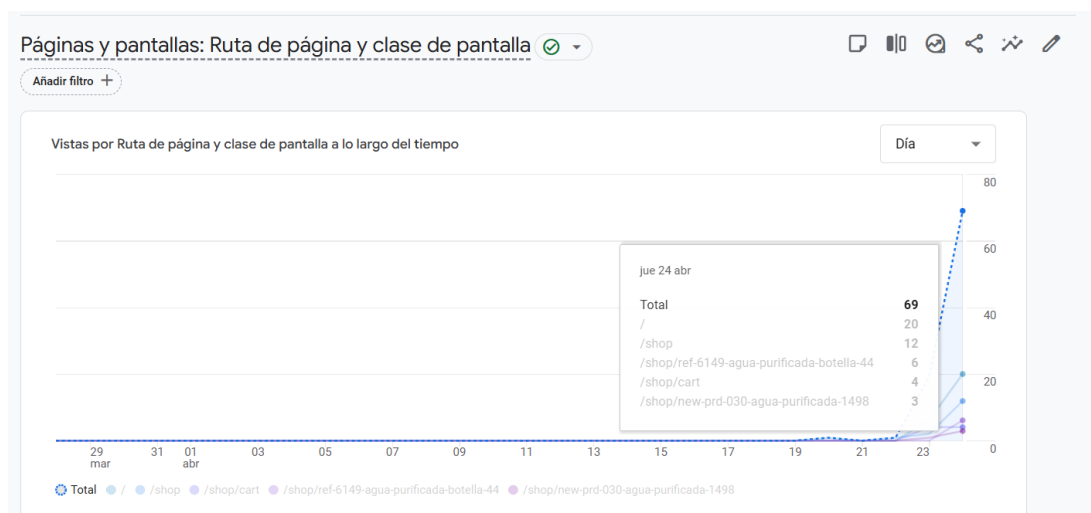 Páginas y pantallas: Ruta de página y clase de pantalla
Añadir filtro +
Vistas por Ruta de página y clase de pantalla a lo largo del tiempo
Día
80
60
40
20
0
jue 24 abr
Total 69
/ 20
/shop 12
/shop/ref-6149-agua-purificada-botella-44 6
/shop/cart 4
/shop/new-prd-030-agua-purificada-1498 3
29 31 01 03 05 07 09 11 13 15 17 19 21 23
mar abr
Total / /shop /shop/cart /shop/ref-6149-agua-purificada-botella-44 /shop/new-prd-030-agua-purificada-1498